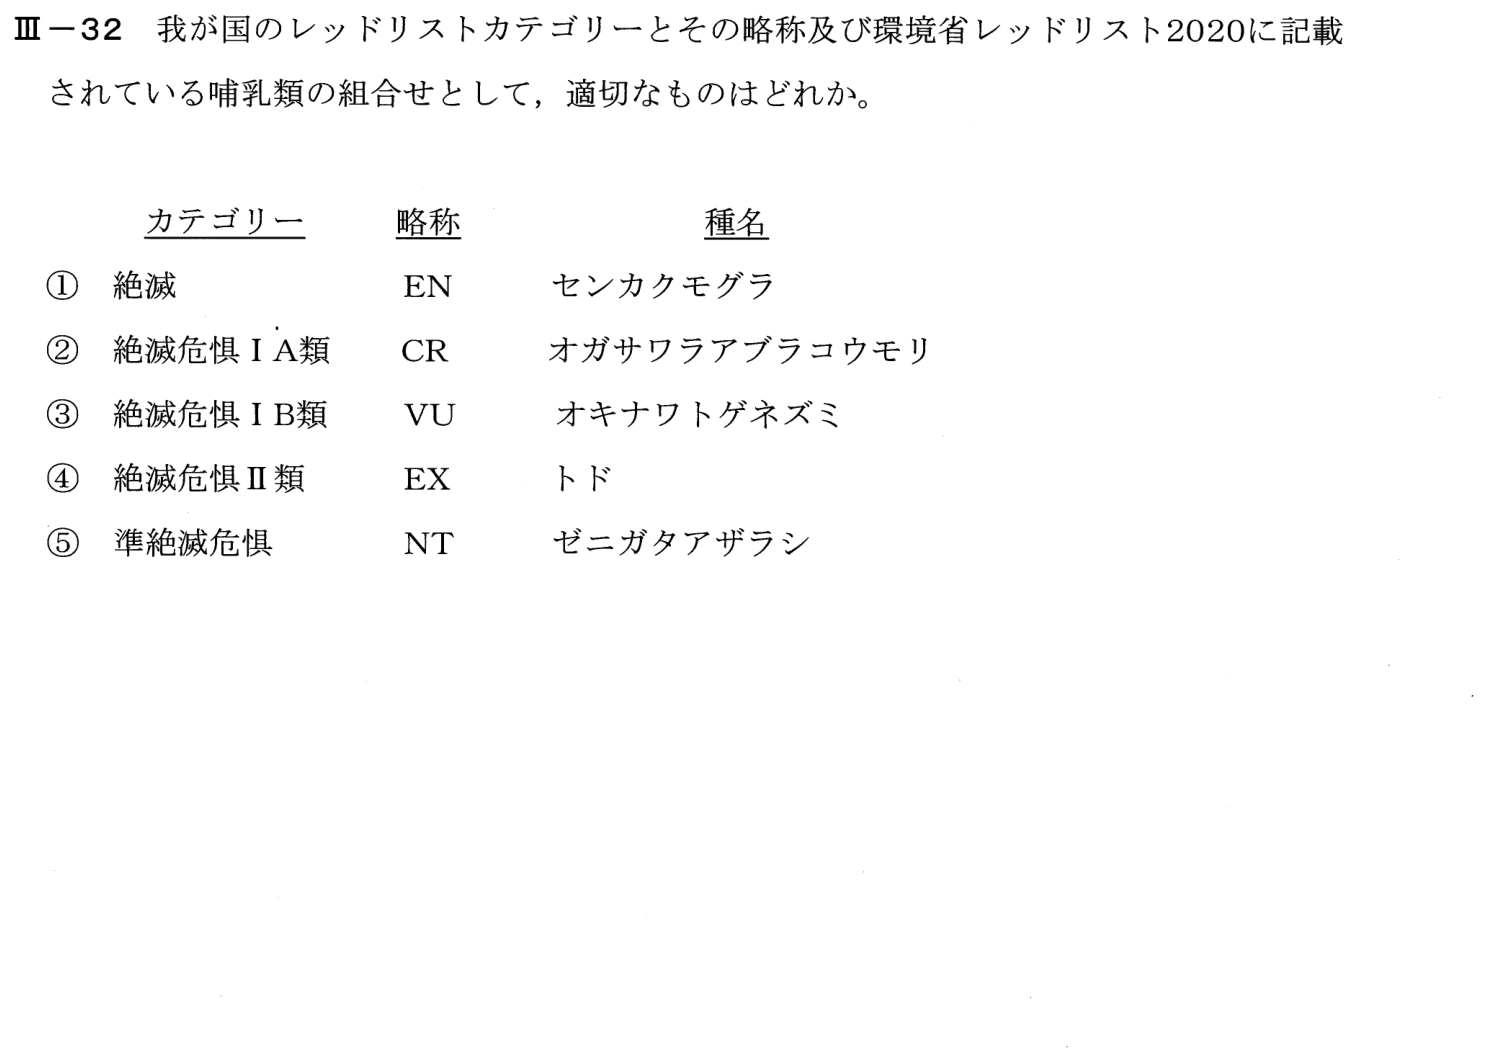 Ⅲ－32　我が国のレッドリストカテゴリーとその略称及び環境省レッドリスト2020に記載
されている哺乳類の組合せとして，適切なものはどれか。
カテゴリー　略称　種名
①　絶滅　EN　センカクモグラ
②　絶滅危惧ⅠA類　CR　オガサワラアブラコウモリ
③　絶滅危惧ⅠB類　VU　オキナワトゲネズミ
④　絶滅危惧Ⅱ類　EX　トド
⑤　準絶滅危惧　NT　ゼニガタアザラシ